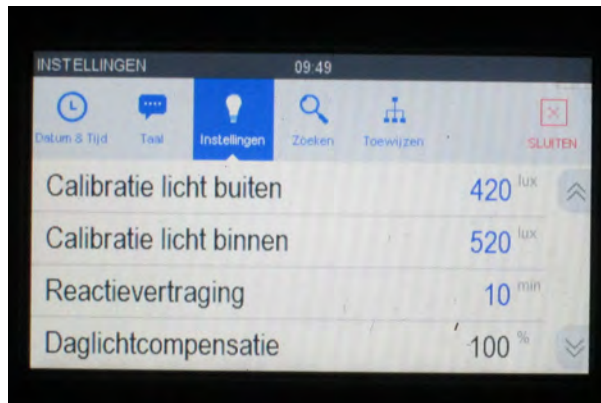 INSTELLINGEN 09:49
Datum & Tijd Taal Instellingen Zoeken Toewijzen SLUITEN
Calibratie licht buiten 420 lux
Calibratie licht binnen 520 lux
Reactievertraging 10 min
Daglichtcompensatie 100 %